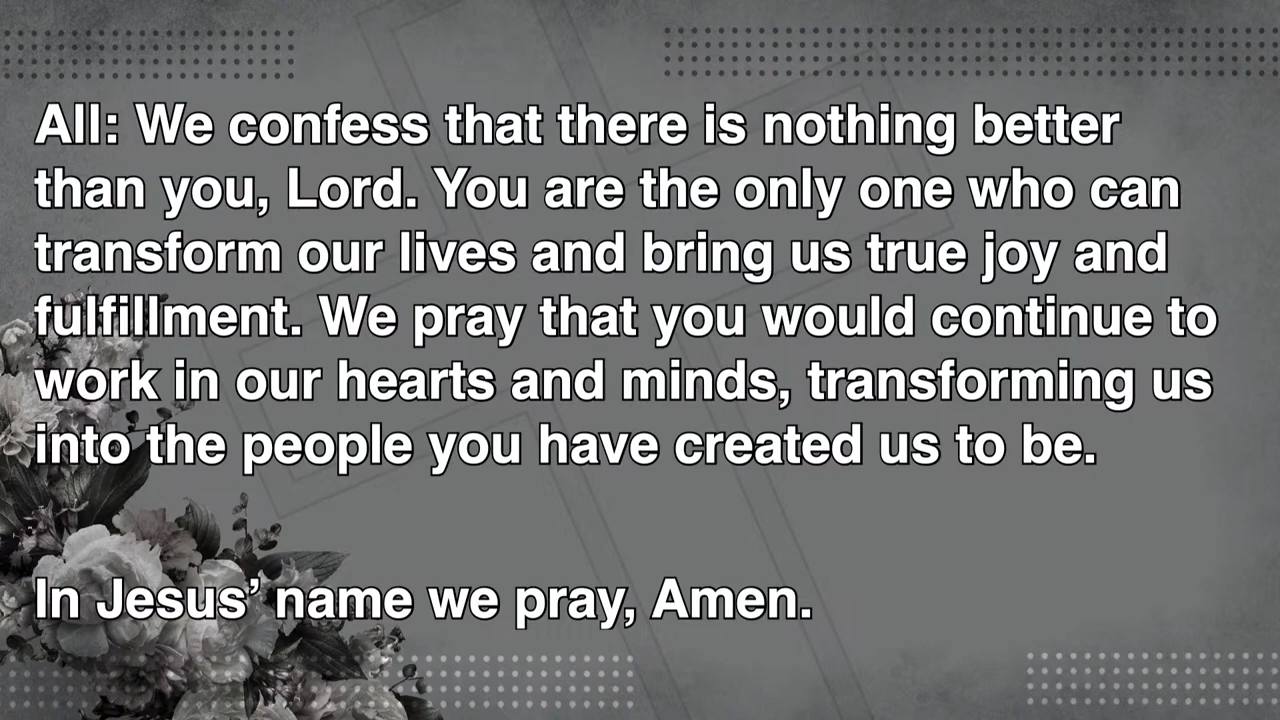 All: We confess that there is nothing better
than you, Lord. You are the only one who can
transform our lives and bring us true joy and
fulfillment. We pray that you would continue to
work in our hearts and minds, transforming us
into the people you have created us to be.
In Jesus’ name we pray, Amen.